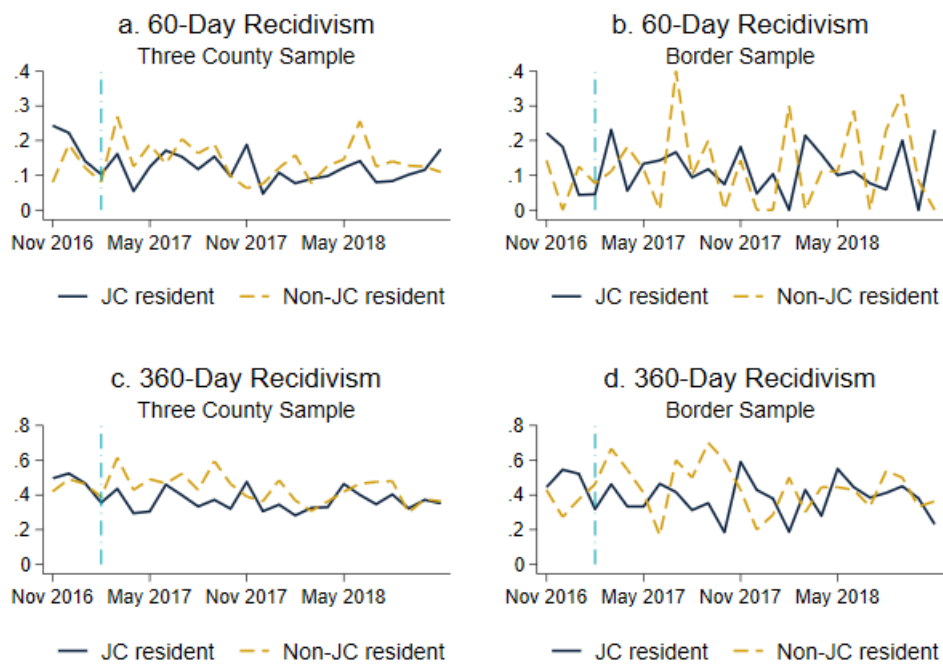 a. 60-Day Recidivism
Three County Sample
.4
.3
.2
.1
0
Nov 2016 May 2017 Nov 2017 May 2018
JC resident Non-JC resident
b. 60-Day Recidivism
Border Sample
.4
.3
.2
.1
0
Nov 2016 May 2017 Nov 2017 May 2018
JC resident Non-JC resident
c. 360-Day Recidivism
Three County Sample
.8
.6
.4
.2
0
Nov 2016 May 2017 Nov 2017 May 2018
JC resident Non-JC resident
d. 360-Day Recidivism
Border Sample
.8
.6
.4
.2
0
Nov 2016 May 2017 Nov 2017 May 2018
JC resident Non-JC resident